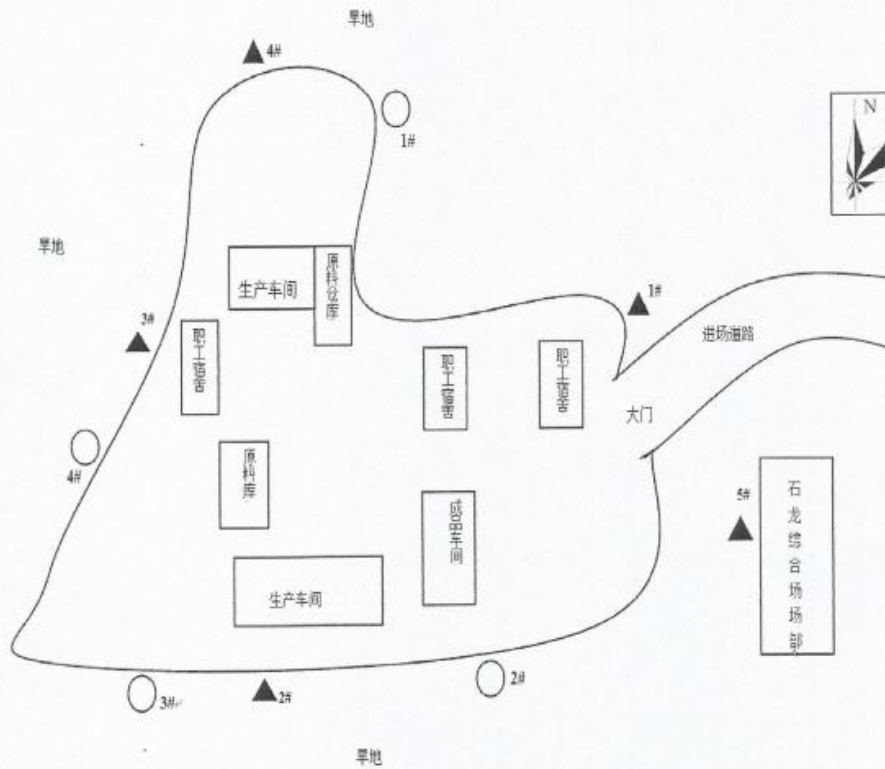 旱地
4#
1#
N
旱地
生产车间
原料仓库
3#
1#
进场道路
职工宿舍
职工宿舍
职工宿舍
大门
4#
原料库
成品车间
5#
石龙综合场场部
生产车间
3#
2#
2#
旱地